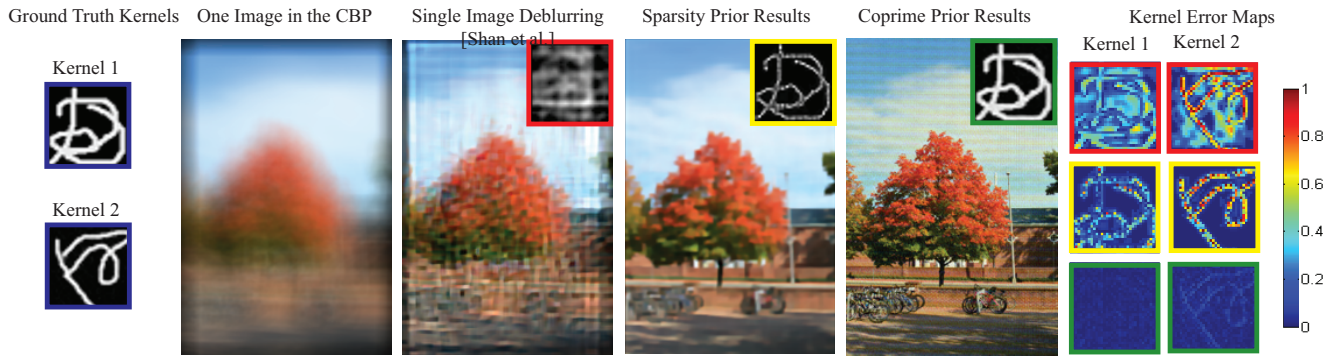 Ground Truth Kernels
One Image in the CBP
Single Image Deblurring
[Shan et al.]
Sparsity Prior Results
Coprime Prior Results
Kernel Error Maps
Kernel 1
Kernel 2
Kernel 1
Kernel 2
1
0.8
0.6
0.4
0.2
0